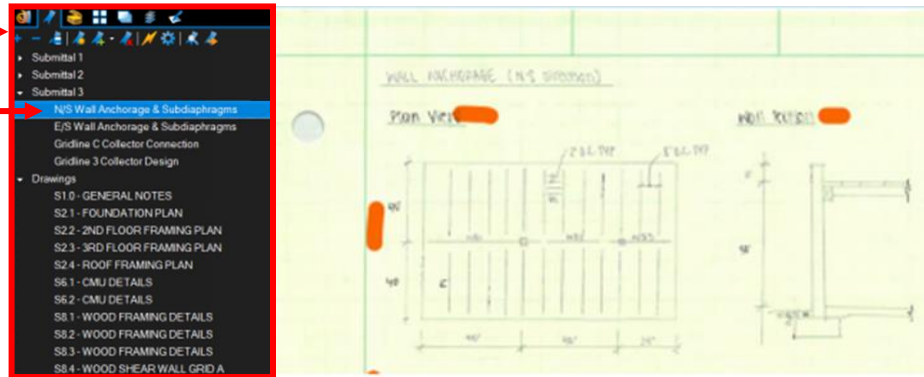 Submittal 1
Submittal 2
Submittal 3
N/S Wall Anchorage & Subdiaphragms
E/S Wall Anchorage & Subdiaphragms
Gridline C Collector Connection
Gridline 3 Collector Design
Drawings
S1.0 - GENERAL NOTES
S2.1 - FOUNDATION PLAN
S2.2 - 2ND FLOOR FRAMING PLAN
S2.3 - 3RD FLOOR FRAMING PLAN
S2.4 - ROOF FRAMING PLAN
S6.1 - CMU DETAILS
S6.2 - CMU DETAILS
S8.1 - WOOD FRAMING DETAILS
S8.2 - WOOD FRAMING DETAILS
S8.3 - WOOD FRAMING DETAILS
S8.4 - WOOD SHEAR WALL GRID A
WALL ANCHORAGE (N/S DIRECTION)
Plan View
Wall Section